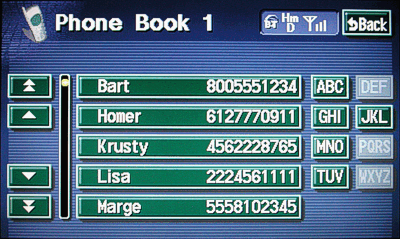 Phone Book 1 BT Hm D Back
Bart 8005551234 ABC DEF
Homer 6127770911 GHI JKL
Krusty 4562228765 MNO PQRS
Lisa 2224561111 TUV WXYZ
Marge 5558102345